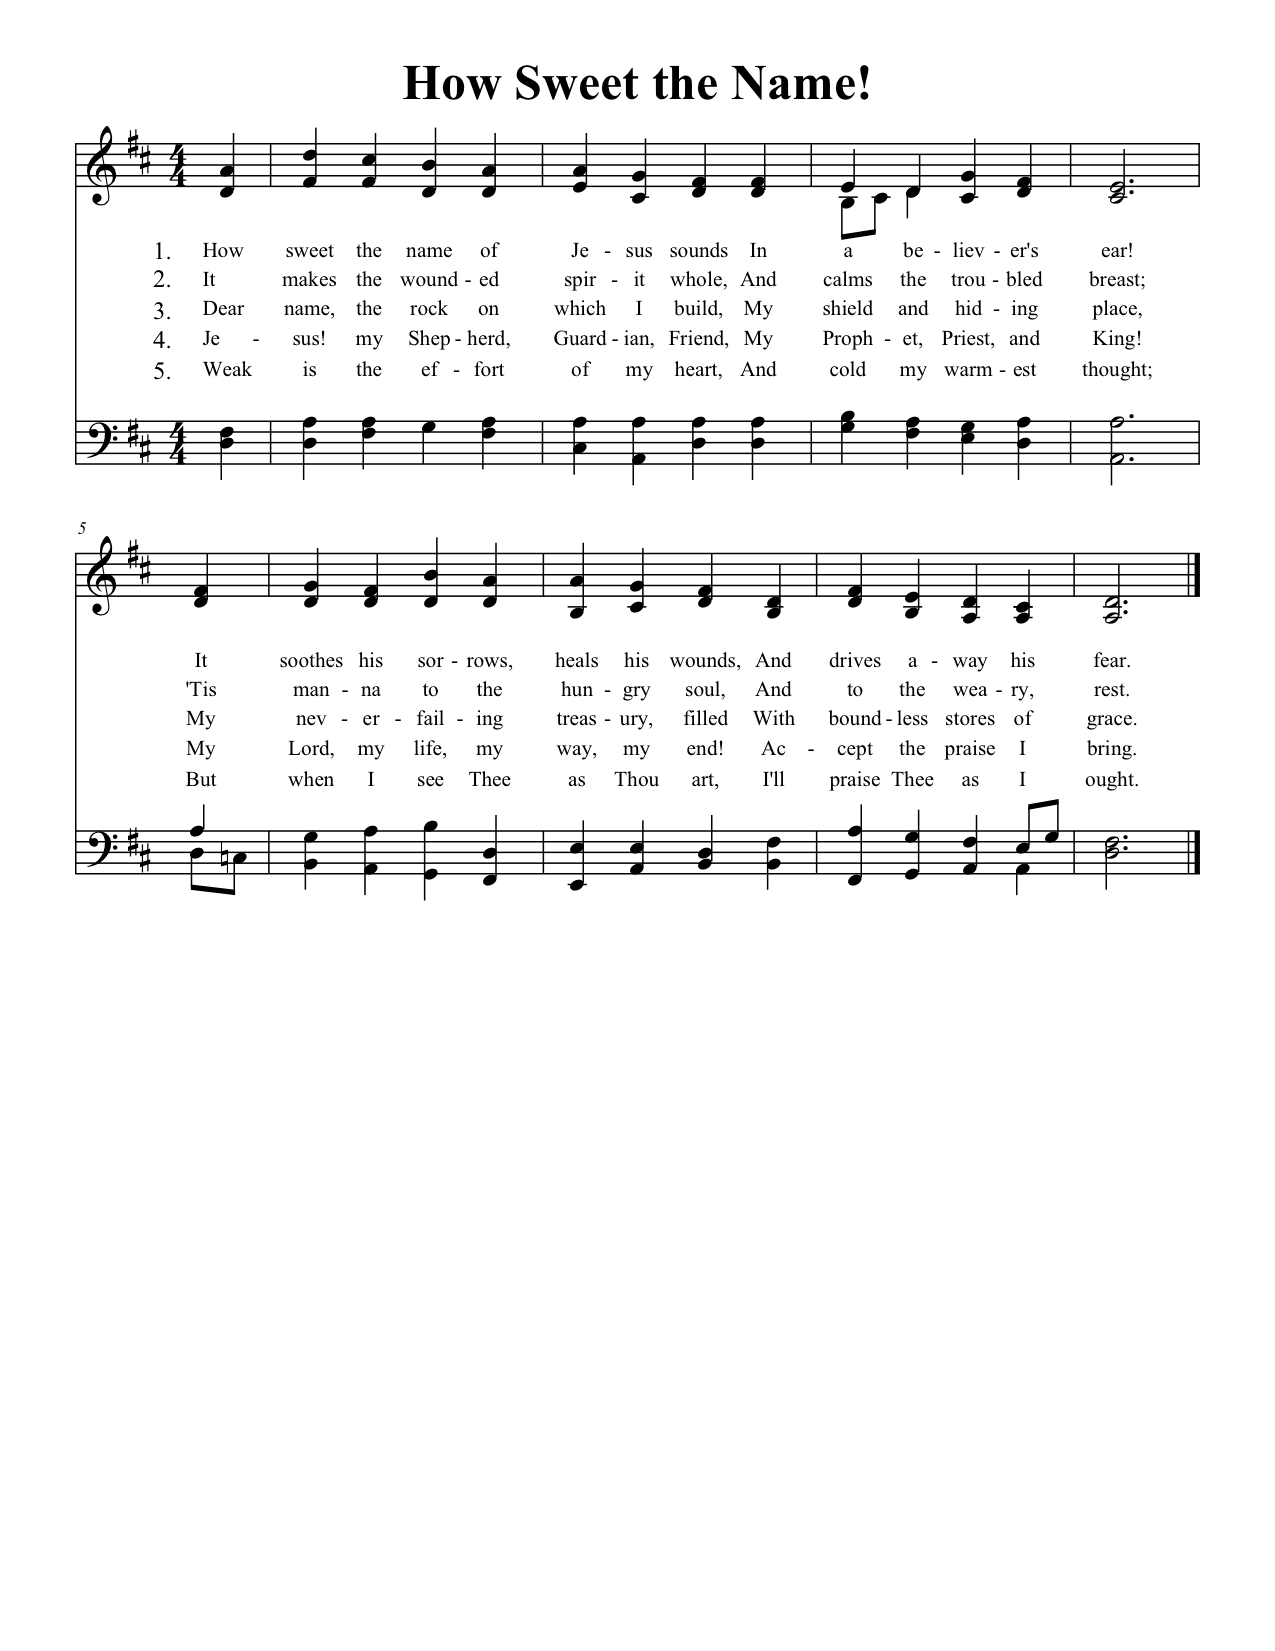 How Sweet the Name!
1. How sweet the name of Je - sus sounds In a be - liev - er's ear!
2. It makes the wound - ed spir - it whole, And calms the trou - bled breast;
3. Dear name, the rock on which I build, My shield and hid - ing place,
4. Je - sus! my Shep - herd, Guard - ian, Friend, My Proph - et, Priest, and King!
5. Weak is the ef - fort of my heart, And cold my warm - est thought;
5
It soothes his sor - rows, heals his wounds, And drives a - way his fear.
'Tis man - na to the hun - gry soul, And to the wea - ry, rest.
My nev - er - fail - ing treas - ury, filled With bound - less stores of grace.
My Lord, my life, my way, my end! Ac - cept the praise I bring.
But when I see Thee as Thou art, I'll praise Thee as I ought.